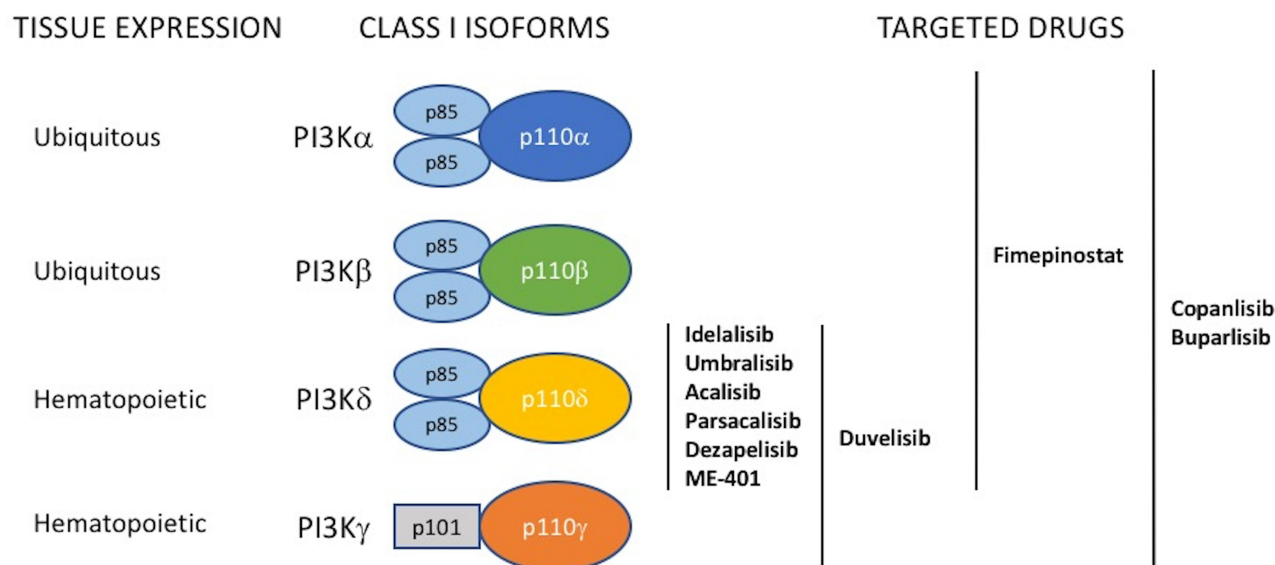 TISSUE EXPRESSION CLASS I ISOFORMS TARGETED DRUGS
Ubiquitous PI3Kα p85 p85 p110α
Ubiquitous PI3Kβ p85 p85 p110β
Hematopoietic PI3Kδ p85 p85 p110δ
Hematopoietic PI3Kγ p101 p110γ
Idelalisib
Umbralisib
Acalisib
Parsacalisib
Dezapelisib
ME-401
Duvelisib
Fimepinostat
Copanlisib
Buparlisib